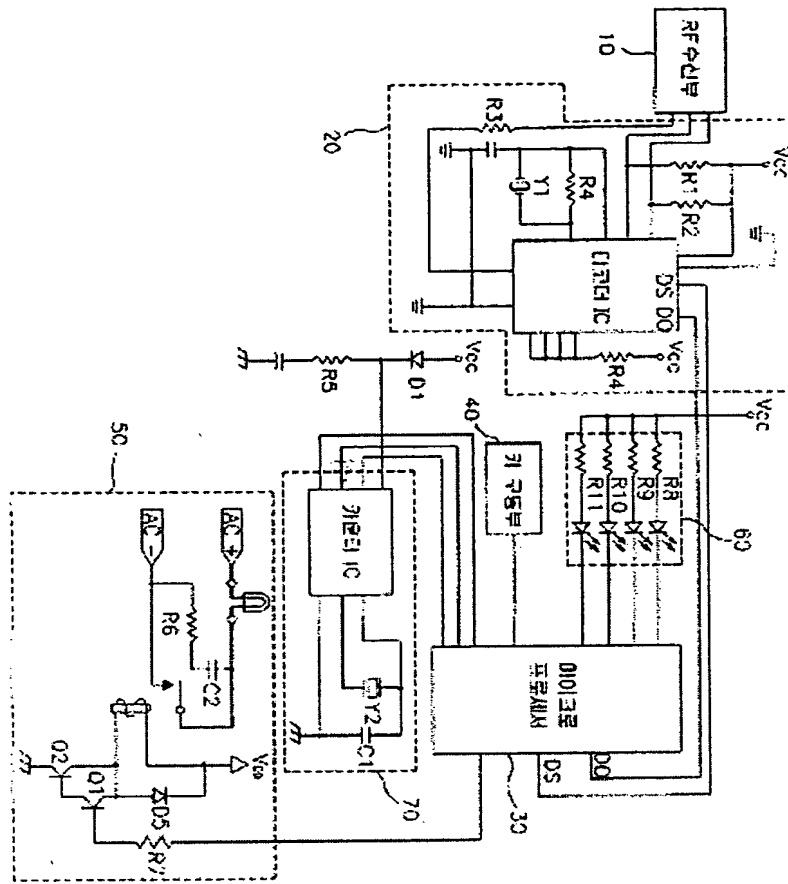 10
RF 수신부
20
Vcc
R1
R2
R3
R4
Y1
디코더 IC
DS
DO
R4
Vcc
Vcc
R8
R9
R10
R11
60
40
키 구동부
Vcc
D1
R5
마이크로
프로세서
DO
DS
30
카운터 IC
Y2
C1
70
50
AC +
AC -
R6
C2
Vcc
D5
Q1
Q2
R7